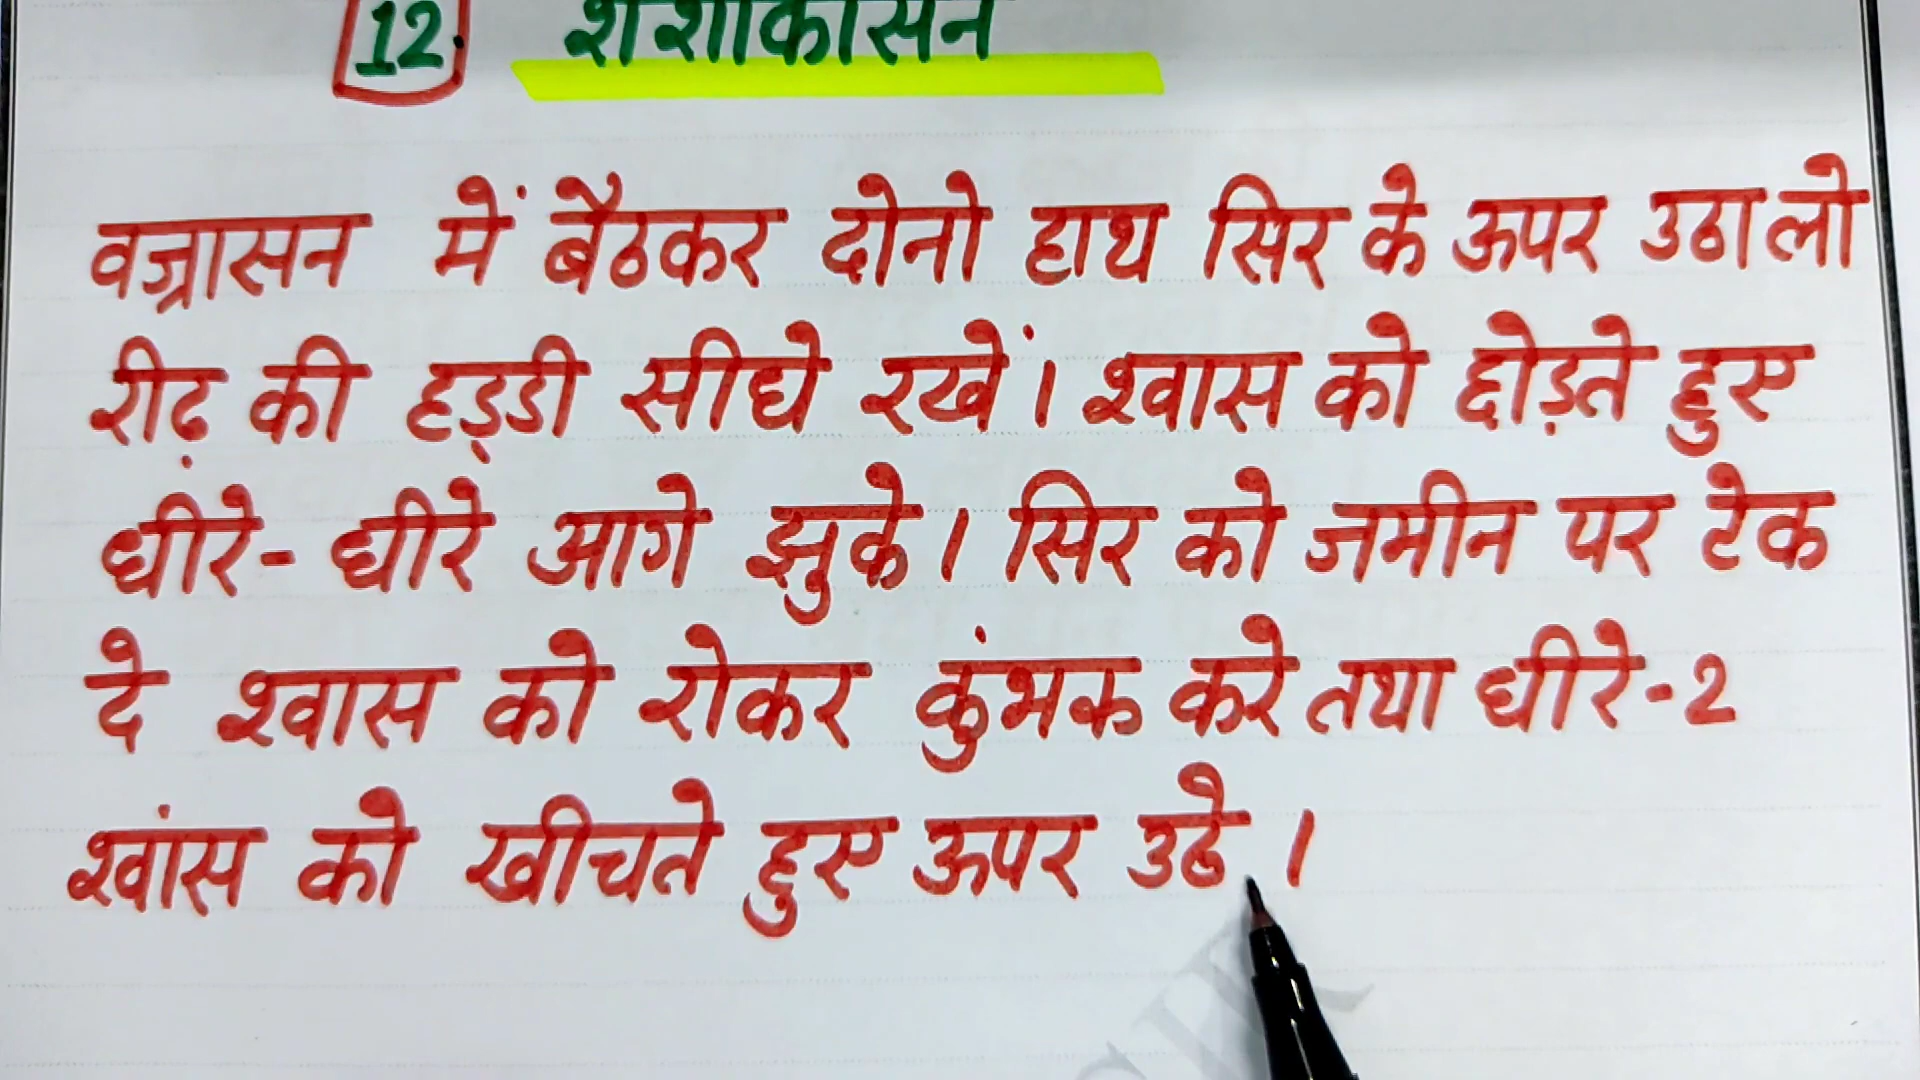 12. शशांकासन
वज्रासन में बैठकर दोनो हाथ सिर के ऊपर उठा लो
रीढ़ की हड्डी सीधे रखें। श्वास को छोड़ते हुए
धीरे-धीरे आगे झुके। सिर को जमीन पर टेक
दे श्वास को रोकर कुंभक करे तथा धीरे-2
श्वांस को खीचते हुए ऊपर उठे।